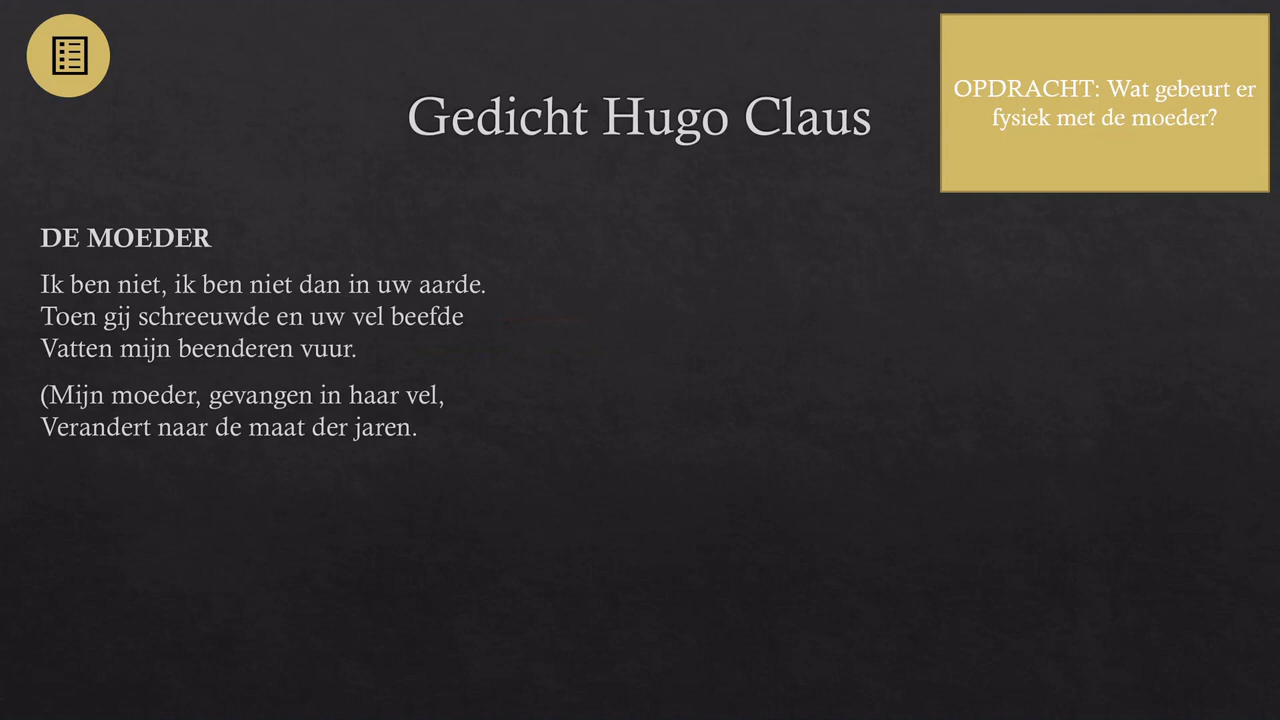 Gedicht Hugo Claus
OPDRACHT: Wat gebeurt er
fysiek met de moeder?
DE MOEDER
Ik ben niet, ik ben niet dan in uw aarde.
Toen gij schreeuwde en uw vel beefde
Vatten mijn beenderen vuur.
(Mijn moeder, gevangen in haar vel,
Verandert naar de maat der jaren.